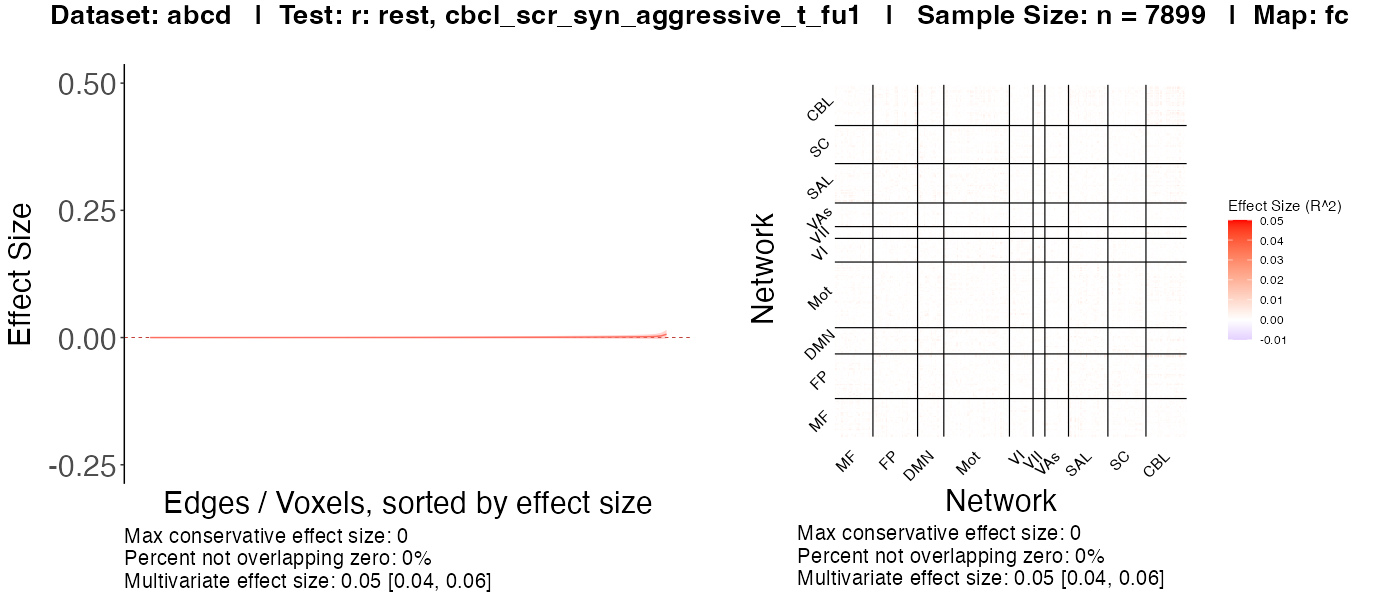 Dataset: abcd | Test: r: rest, cbcl_scr_syn_aggressive_t_fu1 | Sample Size: n = 7899 | Map: fc
Effect Size
0.50
0.25
0.00
-0.25
Edges / Voxels, sorted by effect size
Max conservative effect size: 0
Percent not overlapping zero: 0%
Multivariate effect size: 0.05 [0.04, 0.06]
Network
CBL
SC
SAL
VAs
VII
VI
Mot
DMN
FP
MF
MF
FP
DMN
Mot
VI
VII
VAs
SAL
SC
CBL
Network
Max conservative effect size: 0
Percent not overlapping zero: 0%
Multivariate effect size: 0.05 [0.04, 0.06]
Effect Size (R^2)
0.05
0.04
0.03
0.02
0.01
0.00
-0.01